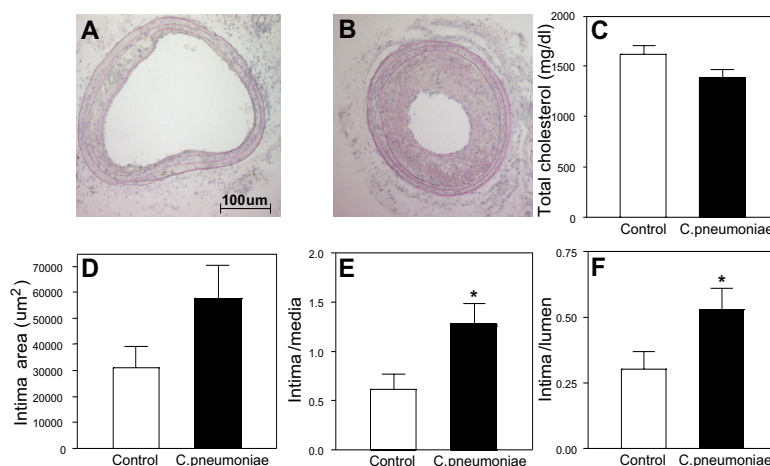 A
100um
B
C
Total cholesterol (mg/dl)
2000
1500
1000
500
0
Control C.pneumoniae
D
Intima area (um²)
70000
60000
50000
40000
30000
20000
10000
0
Control C.pneumoniae
E
Intima /media
2.0
1.5
1.0
0.5
0.0
*
Control C.pneumoniae
F
Intima /lumen
0.75
0.50
0.25
0.00
*
Control C.pneumoniae